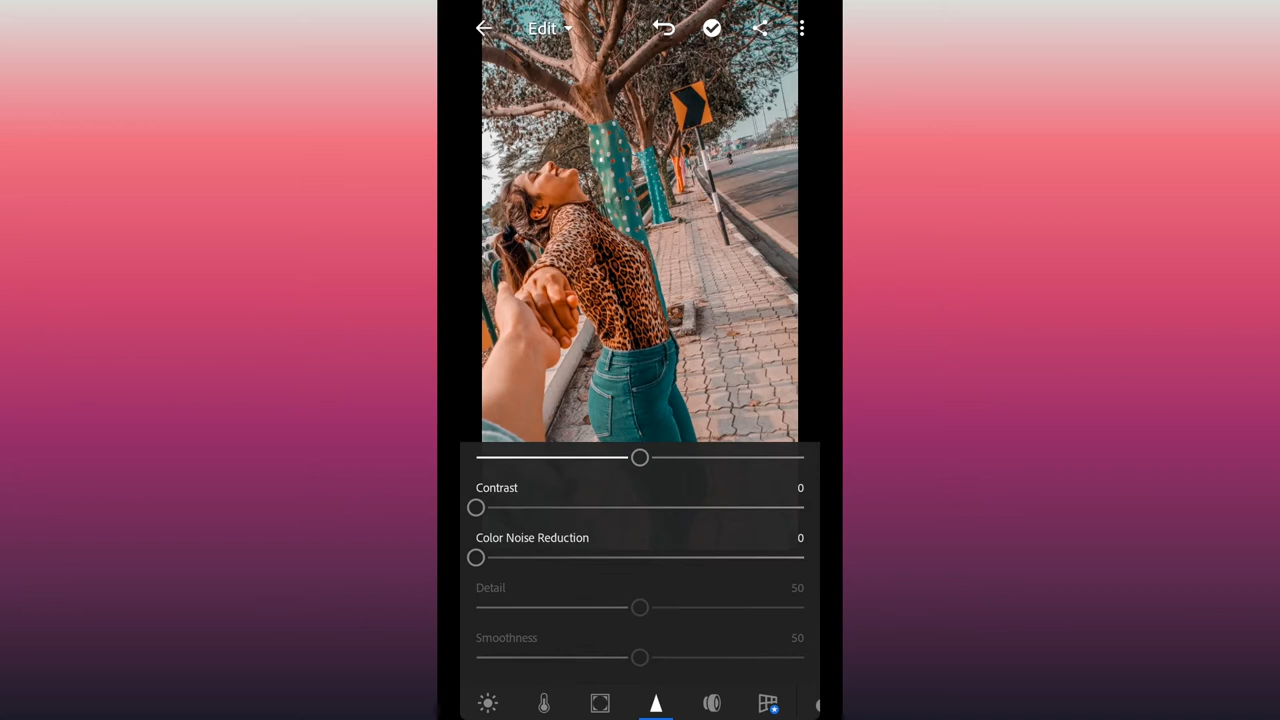 Edit
Contrast 0
Color Noise Reduction 0
Detail 50
Smoothness 50